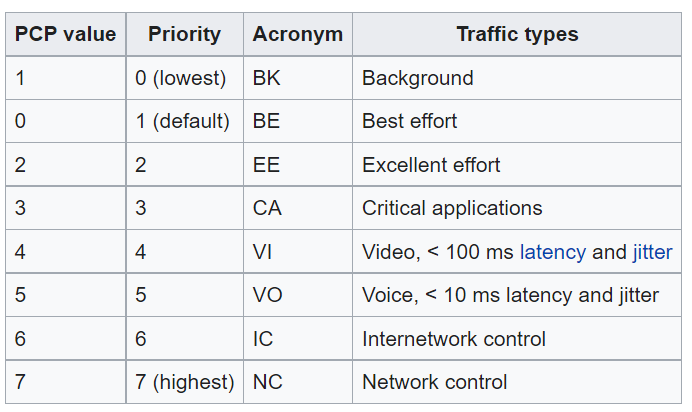 PCP value Priority Acronym Traffic types
1 0 (lowest) BK Background
0 1 (default) BE Best effort
2 2 EE Excellent effort
3 3 CA Critical applications
4 4 VI Video, < 100 ms latency and jitter
5 5 VO Voice, < 10 ms latency and jitter
6 6 IC Internetwork control
7 7 (highest) NC Network control